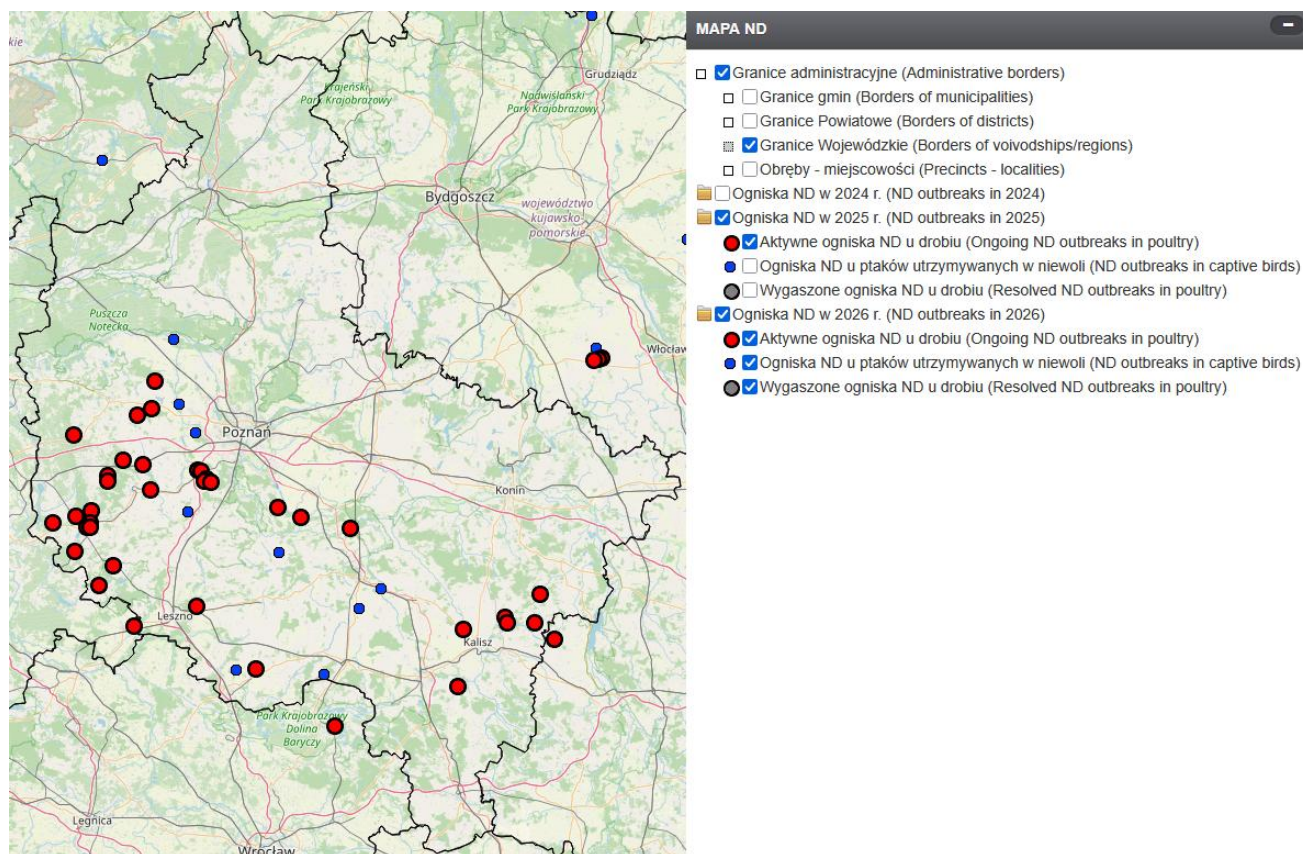 kie
Grudziądz
Krajeński
Park Krajobrazowy
Nadwiślański
Park Krajobrazowy
Bydgoszcz
województwo
kujawsko-
pomorskie
Puszcza
Notecka
Włocław
Poznań
Konin
Leszno
Kalisz
Park Krajobrazowy
Dolina
Baryczy
Legnica
Wrocław
MAPA ND
Granice administracyjne (Administrative borders)
Granice gmin (Borders of municipalities)
Granice Powiatowe (Borders of districts)
Granice Wojewódzkie (Borders of voivodships/regions)
Obręby - miejscowości (Precincts - localities)
Ogniska ND w 2024 r. (ND outbreaks in 2024)
Ogniska ND w 2025 r. (ND outbreaks in 2025)
Aktywne ogniska ND u drobiu (Ongoing ND outbreaks in poultry)
Ogniska ND u ptaków utrzymywanych w niewoli (ND outbreaks in captive birds)
Wygaszone ogniska ND u drobiu (Resolved ND outbreaks in poultry)
Ogniska ND w 2026 r. (ND outbreaks in 2026)
Aktywne ogniska ND u drobiu (Ongoing ND outbreaks in poultry)
Ogniska ND u ptaków utrzymywanych w niewoli (ND outbreaks in captive birds)
Wygaszone ogniska ND u drobiu (Resolved ND outbreaks in poultry)